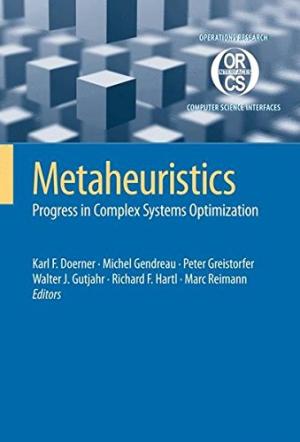 OPERATIONS RESEARCH
OR
INTERFACES
CS
COMPUTER SCIENCE INTERFACES
Metaheuristics
Progress in Complex Systems Optimization
Karl F. Doerner · Michel Gendreau · Peter Greistorfer
Walter J. Gutjahr · Richard F. Hartl · Marc Reimann
Editors